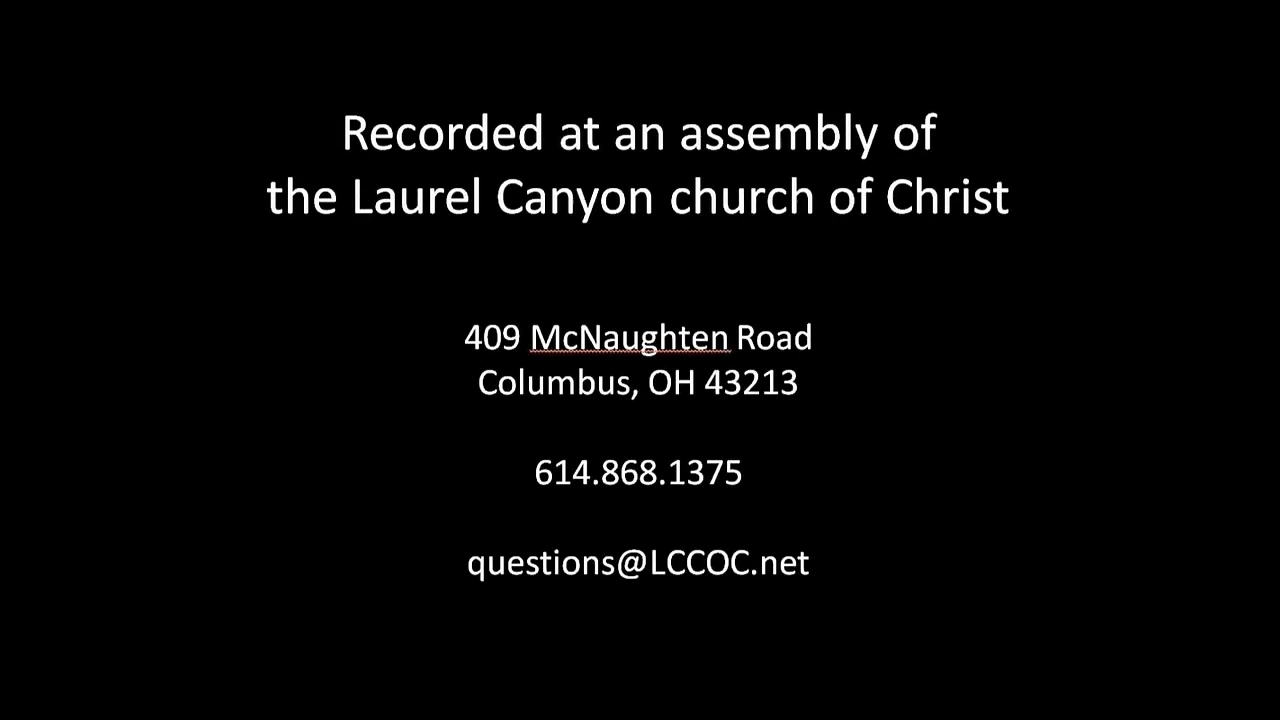 Recorded at an assembly of
the Laurel Canyon church of Christ
409 McNaughten Road
Columbus, OH 43213
614.868.1375
questions@LCCOC.net